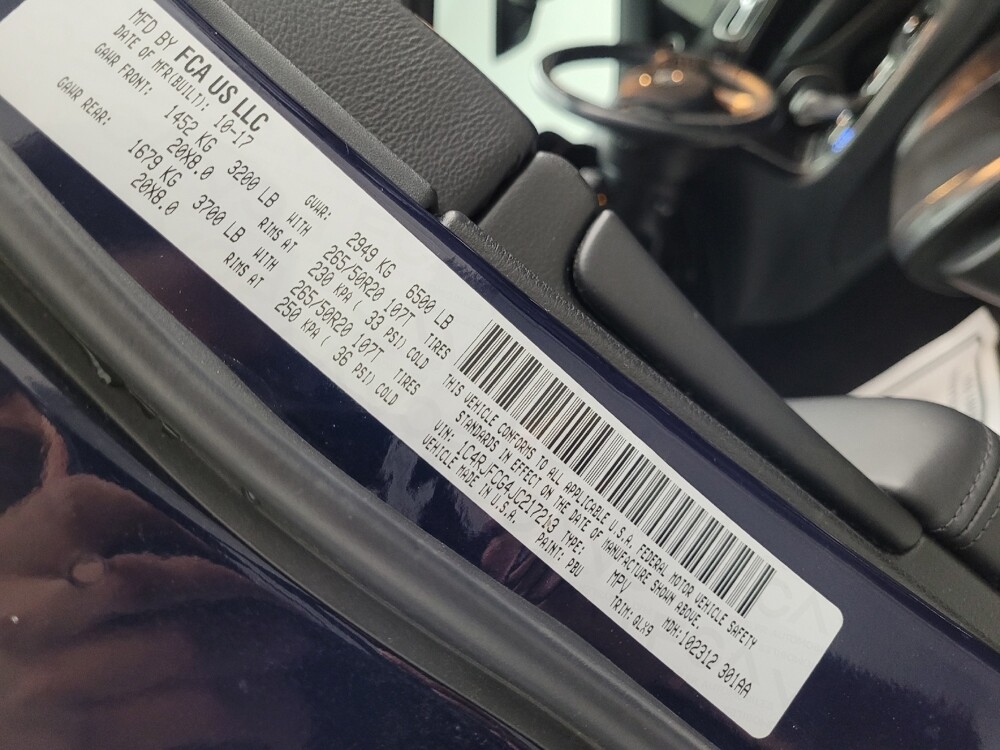 MFD BY FCA US LLC
DATE OF MFR(BUILT): 10-17 GVWR: 2949 KG 6500 LB
GAWR FRONT: 1452 KG 3200 LB WITH 265/50R20 107T TIRES
20X8.0 RIMS AT 230 KPA ( 33 PSI) COLD
GAWR REAR: 1679 KG 3700 LB WITH 265/50R20 107T TIRES
20X8.0 RIMS AT 250 KPA ( 36 PSI) COLD
THIS VEHICLE CONFORMS TO ALL APPLICABLE U.S.A. FEDERAL MOTOR VEHICLE SAFETY
STANDARDS IN EFFECT ON THE DATE OF MANUFACTURE SHOWN ABOVE.
VIN: 1C4RJFCG4JC217213 TYPE: MPV MDH:102312 301AA
VEHICLE MADE IN U.S.A. PAINT: PBU TRIM: QLX9